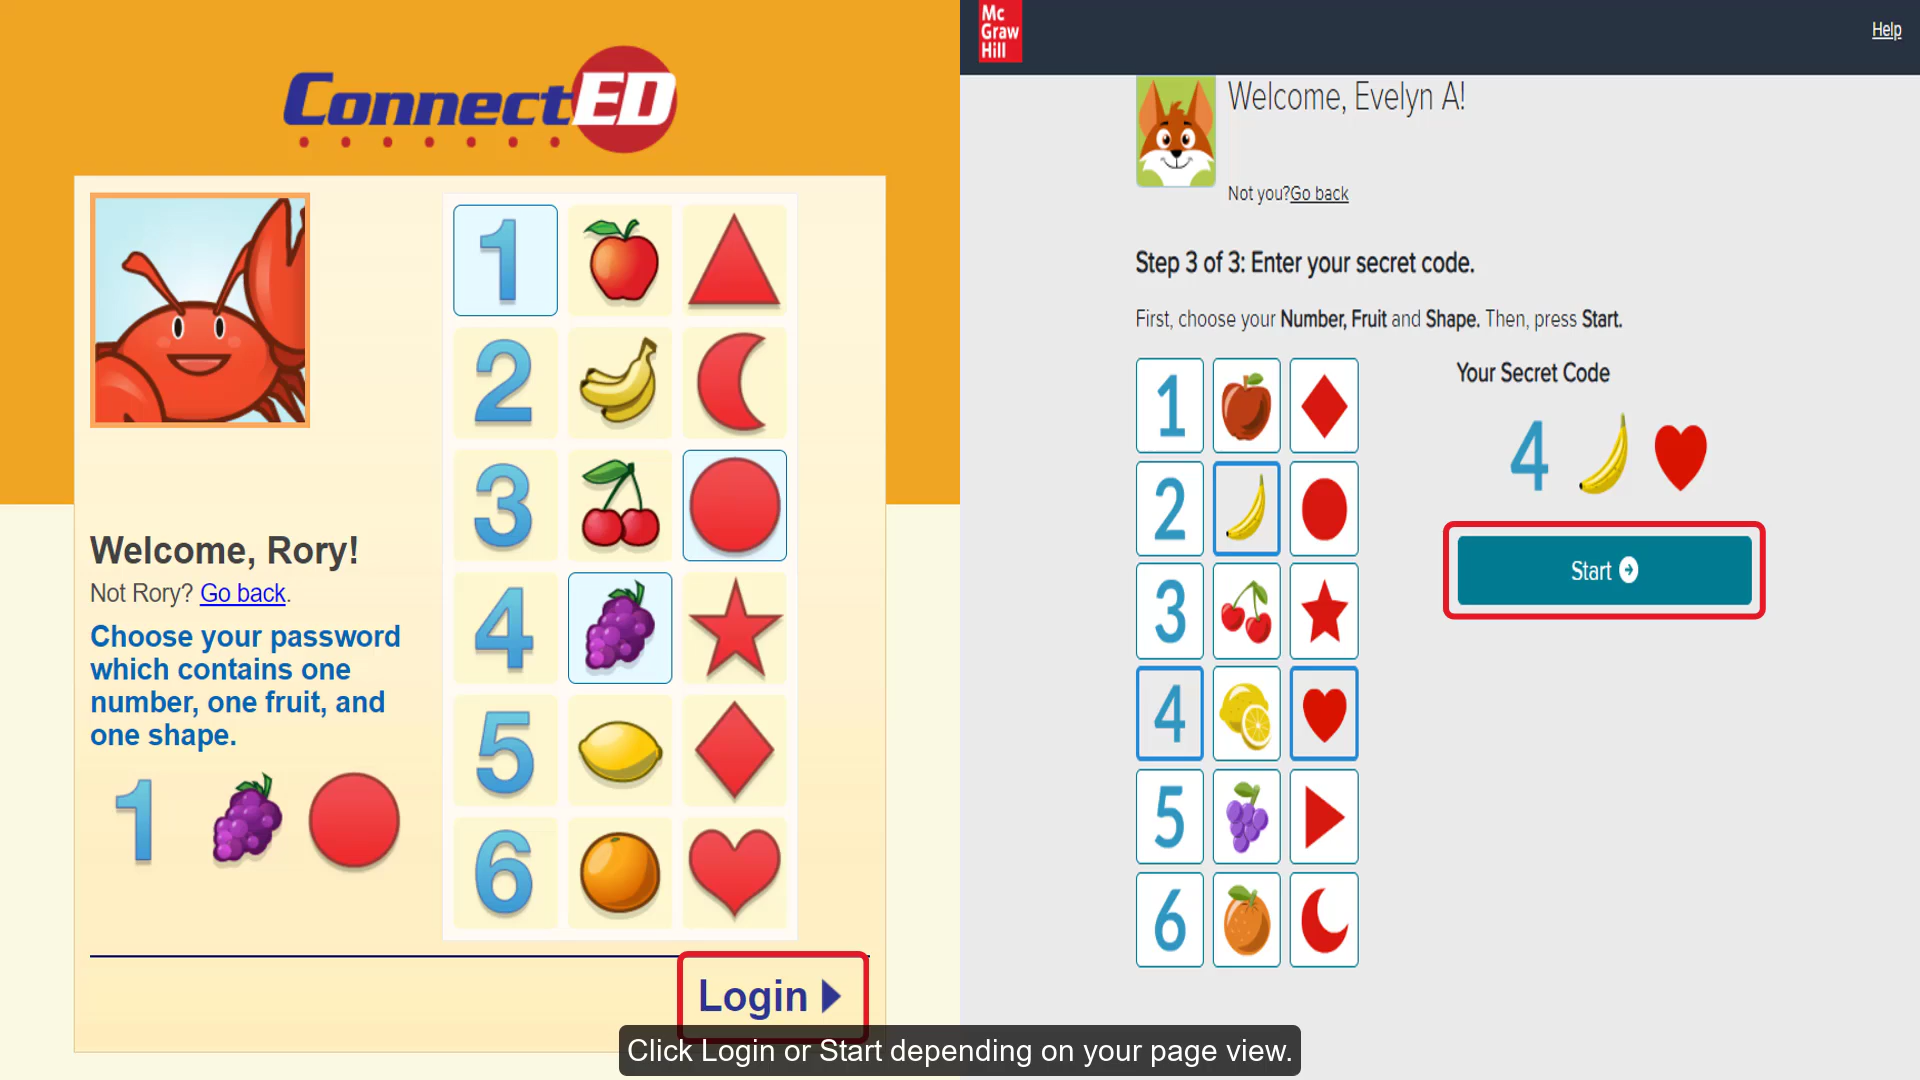 ConnectED
1
2
3
4
5
6
Welcome, Rory!
Not Rory? Go back.
Choose your password
which contains one
number, one fruit, and
one shape.
1
Login
Mc
Graw
Hill
Help
Welcome, Evelyn A!
Not you?Go back
Step 3 of 3: Enter your secret code.
First, choose your Number, Fruit and Shape. Then, press Start.
1
2
3
4
5
6
Your Secret Code
4
Start
Click Login or Start depending on your page view.